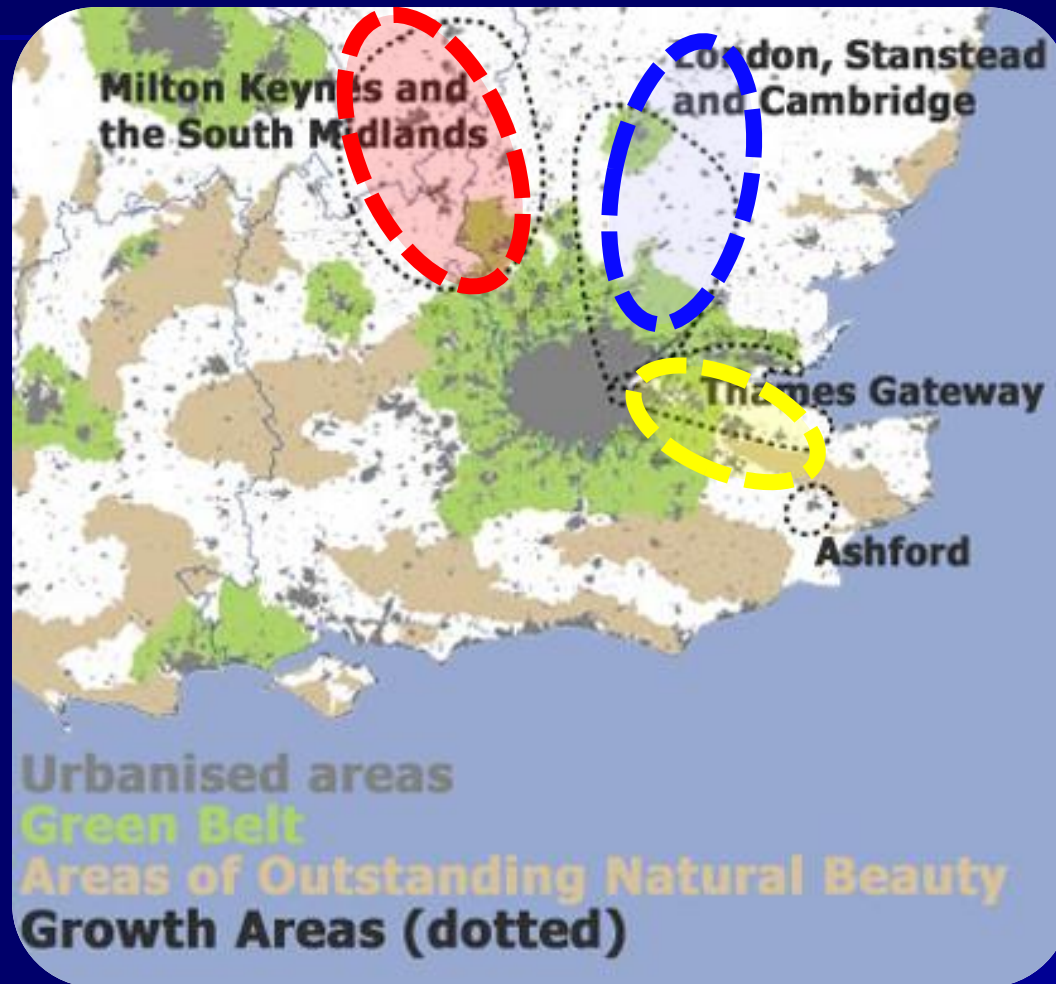 Milton Keynes and
the South Midlands
London, Stanstead
and Cambridge
Thames Gateway
Ashford
Urbanised areas
Green Belt
Areas of Outstanding Natural Beauty
Growth Areas (dotted)